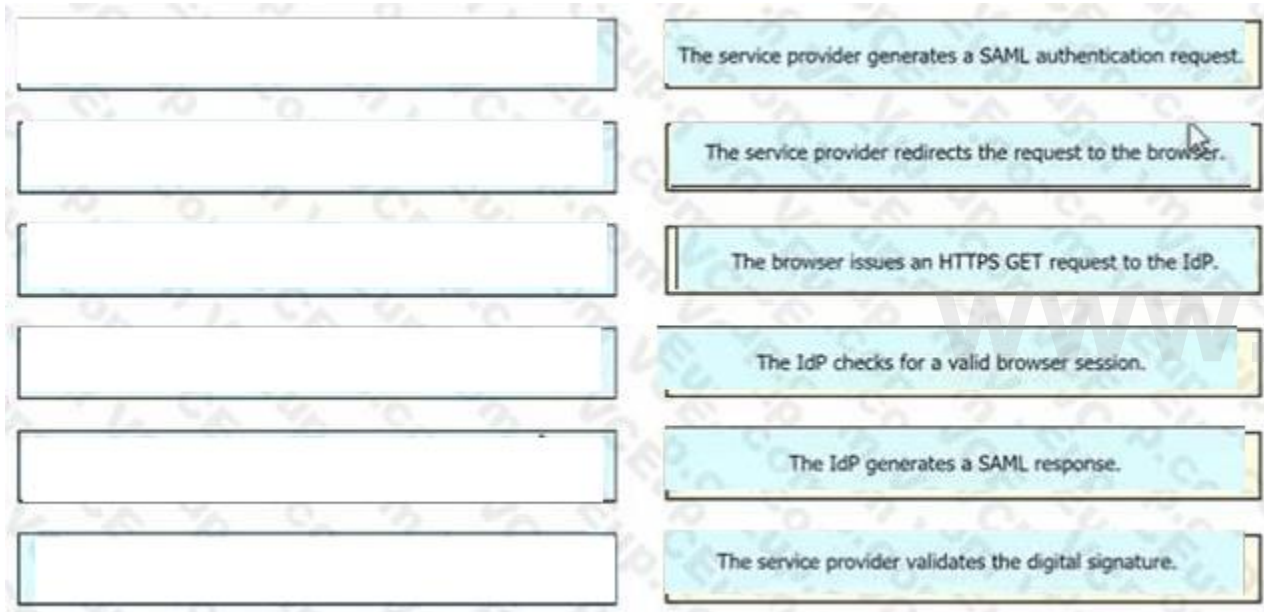 The service provider generates a SAML authentication request.
The service provider redirects the request to the browser.
The browser issues an HTTPS GET request to the IdP.
WWW.
The IdP checks for a valid browser session.
The IdP generates a SAML response.
The service provider validates the digital signature.